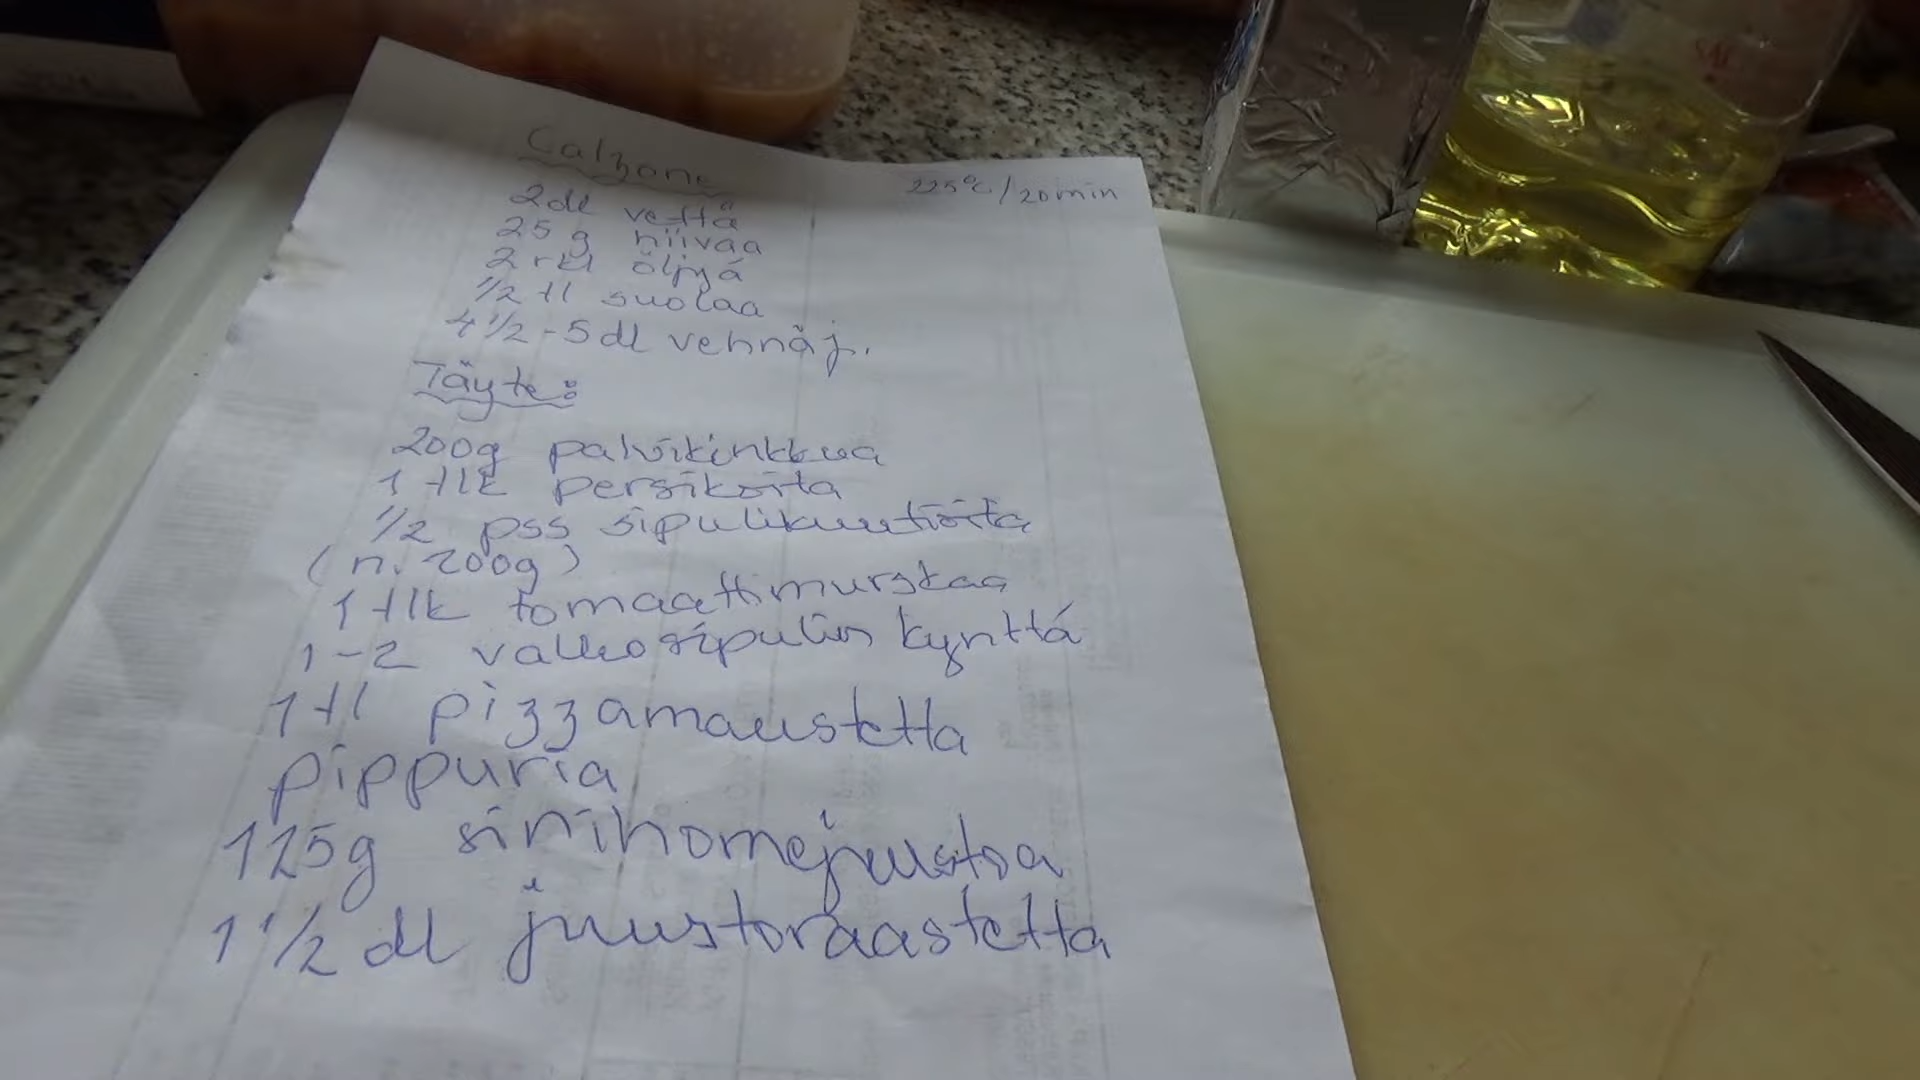 Calzone
225°C/20min
2 dl vettä
25 g hiivaa
2 rkl öljyä
1/2 tl suolaa
4 1/2 - 5 dl vehnäj.
Täyte:
200g palvikinkkua
1 tlk persikoita
1/2 pss sipulikuutioita
(n. 200g)
1 tlk tomaattimurskaa
1-2 valkosipulin kynttä
1 tl pizzamaustetta
pippuria
125g sinihomejuustoa
1 1/2 dl juustoraastetta